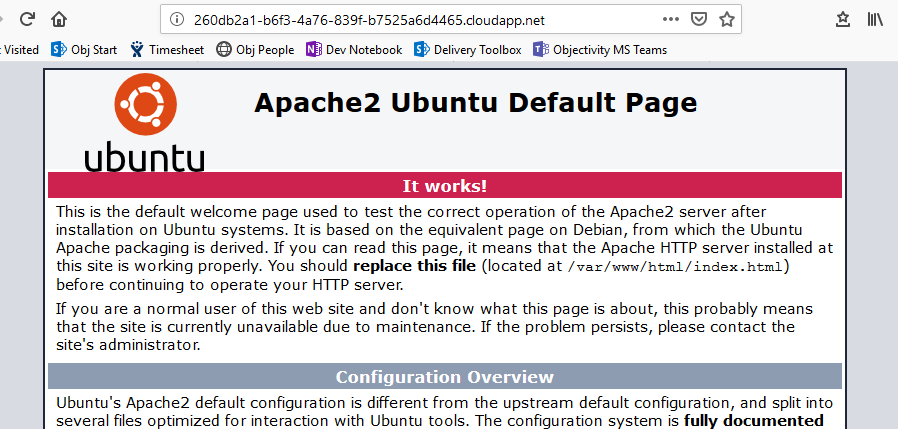 260db2a1-b6f3-4a76-839f-b7525a6d4465.cloudapp.net
Visited Obj Start Timesheet Obj People Dev Notebook Delivery Toolbox Objectivity MS Teams
Apache2 Ubuntu Default Page
ubuntu
It works!
This is the default welcome page used to test the correct operation of the Apache2 server after
installation on Ubuntu systems. It is based on the equivalent page on Debian, from which the Ubuntu
Apache packaging is derived. If you can read this page, it means that the Apache HTTP server installed at
this site is working properly. You should replace this file (located at /var/www/html/index.html)
before continuing to operate your HTTP server.
If you are a normal user of this web site and don't know what this page is about, this probably means
that the site is currently unavailable due to maintenance. If the problem persists, please contact the
site's administrator.
Configuration Overview
Ubuntu's Apache2 default configuration is different from the upstream default configuration, and split into
several files optimized for interaction with Ubuntu tools. The configuration system is fully documented